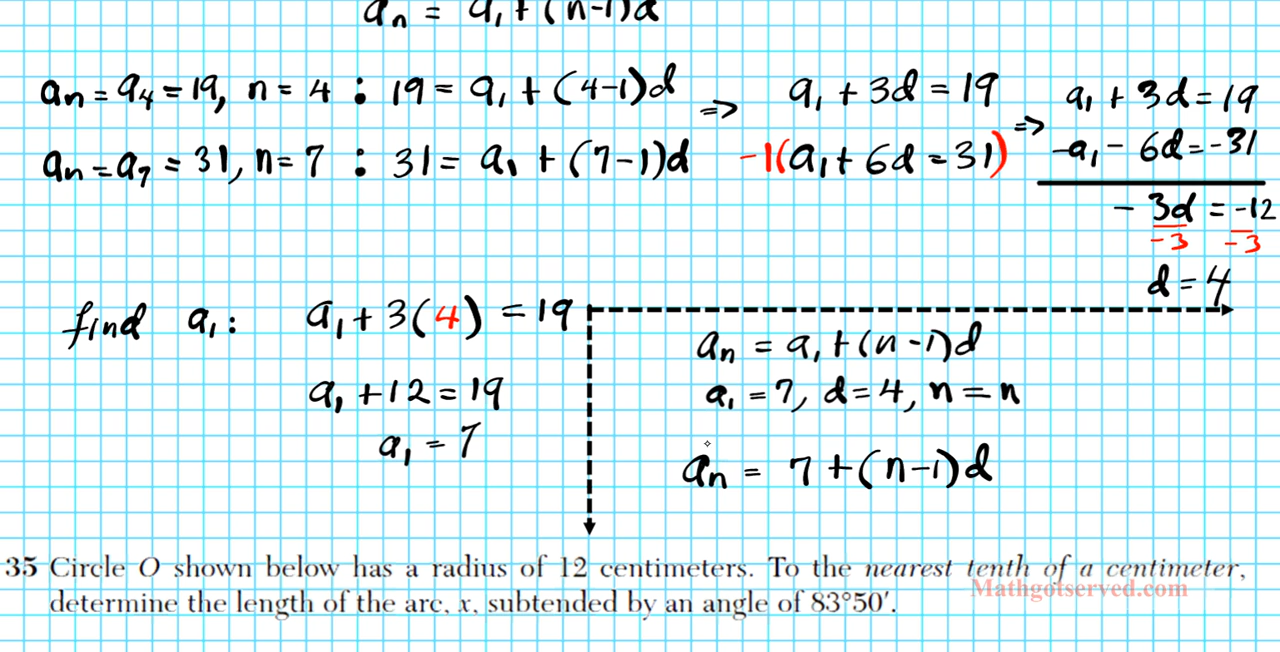 an = a1 + (n-1)d
an = a4 = 19, n = 4 : 19 = a1 + (4-1)d => a1 + 3d = 19 => a1 + 3d = 19
an = a7 = 31, n = 7 : 31 = a1 + (7-1)d -1(a1 + 6d = 31) -a1 - 6d = -31
- 3d = -12
-3 -3
d = 4
find a1: a1 + 3(4) = 19
a1 + 12 = 19
a1 = 7
an = a1 + (n-1)d
a1 = 7, d = 4, n = n
an = 7 + (n-1)d
35 Circle O shown below has a radius of 12 centimeters. To the nearest tenth of a centimeter,
determine the length of the arc, x, subtended by an angle of 83°50′.
Mathgotserved.com